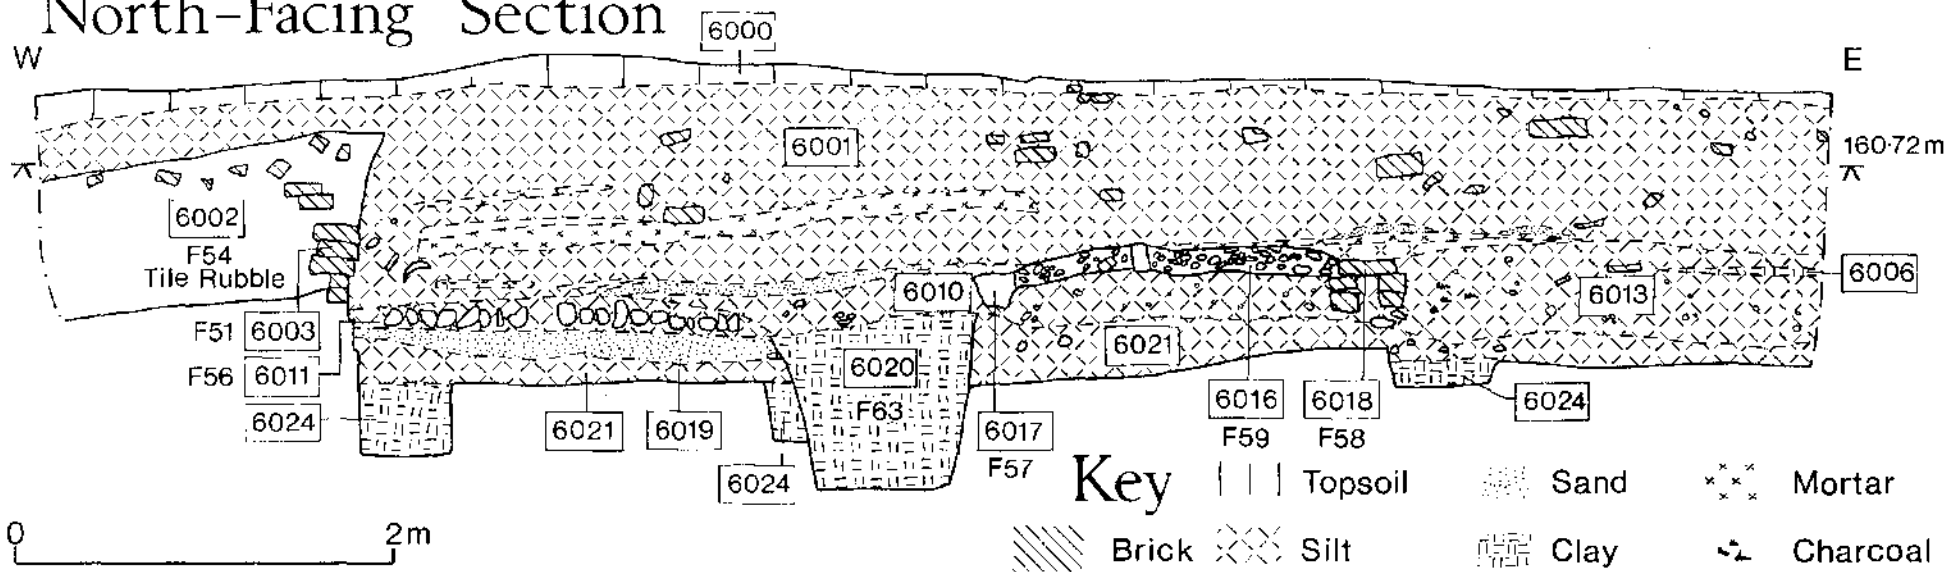 North-Facing Section
6000
W
E
6001
160·72m
6002
F54
Tile Rubble
6010
6013
6006
F51 6003
6021
6020
F56 6011
F63
6016
6018
6024
6024
6021
6019
6017
F59
F58
F57
6024
Key
Topsoil
Sand
Mortar
0
2m
Brick
Silt
Clay
Charcoal